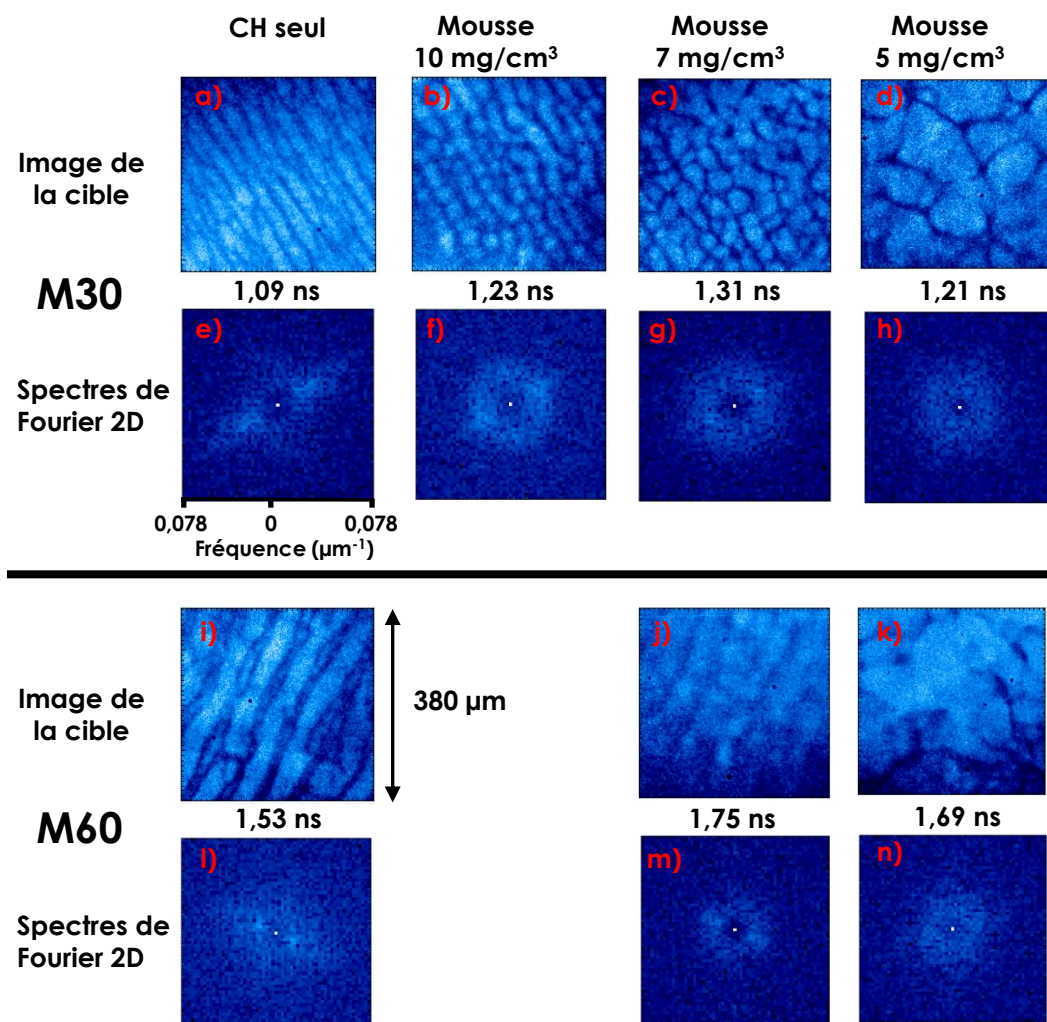 CH seul
Mousse
10 mg/cm³
Mousse
7 mg/cm³
Mousse
5 mg/cm³
a)
b)
c)
d)
Image de
la cible
M30
1,09 ns
1,23 ns
1,31 ns
1,21 ns
e)
f)
g)
h)
Spectres de
Fourier 2D
0,078
0
0,078
Fréquence (µm⁻¹)
i)
j)
k)
Image de
la cible
380 µm
M60
1,53 ns
1,75 ns
1,69 ns
l)
m)
n)
Spectres de
Fourier 2D